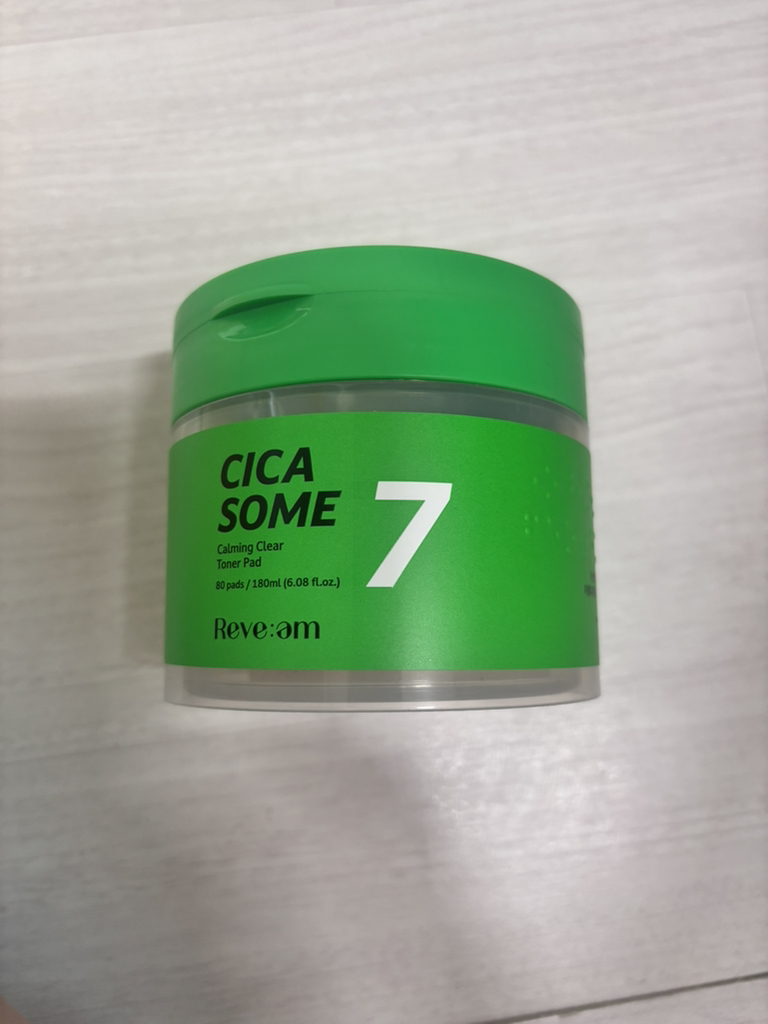 CICA
SOME
7
Calming Clear
Toner Pad
80 pads / 180ml (6.08 fl.oz.)
Reve:am